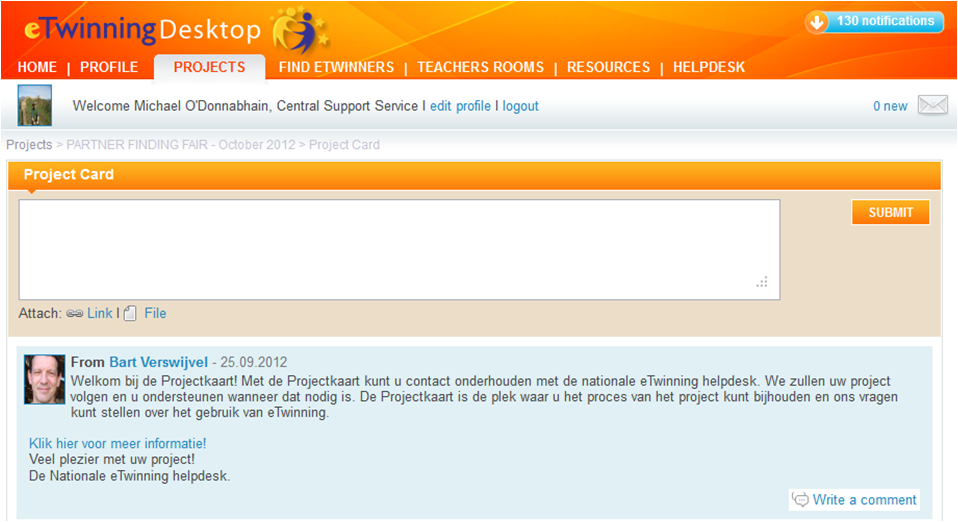 eTwinning Desktop
130 notifications
HOME | PROFILE PROJECTS FIND ETWINNERS | TEACHERS ROOMS | RESOURCES | HELPDESK
Welcome Michael O'Donnabhain, Central Support Service I edit profile I logout
0 new
Projects > PARTNER FINDING FAIR - October 2012 > Project Card
Project Card
SUBMIT
Attach: Link I File
From Bart Verswijvel - 25.09.2012
Welkom bij de Projectkaart! Met de Projectkaart kunt u contact onderhouden met de nationale eTwinning helpdesk. We zullen uw project
volgen en u ondersteunen wanneer dat nodig is. De Projectkaart is de plek waar u het proces van het project kunt bijhouden en ons vragen
kunt stellen over het gebruik van eTwinning.
Klik hier voor meer informatie!
Veel plezier met uw project!
De Nationale eTwinning helpdesk.
Write a comment